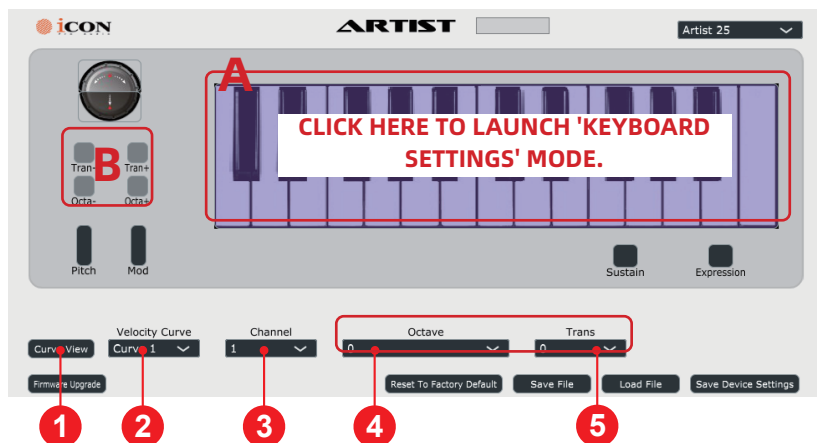 iCON
PRO AUDIO
ARTIST
Artist 25
A
CLICK HERE TO LAUNCH 'KEYBOARD
SETTINGS' MODE.
B
Tran- Tran+
Octa- Octa+
Pitch Mod
Sustain Expression
Velocity Curve Channel Octave Trans
Curve View Curve 1 1 0 0
Firmware Upgrade Reset To Factory Default Save File Load File Save Device Settings
1 2 3 4 5